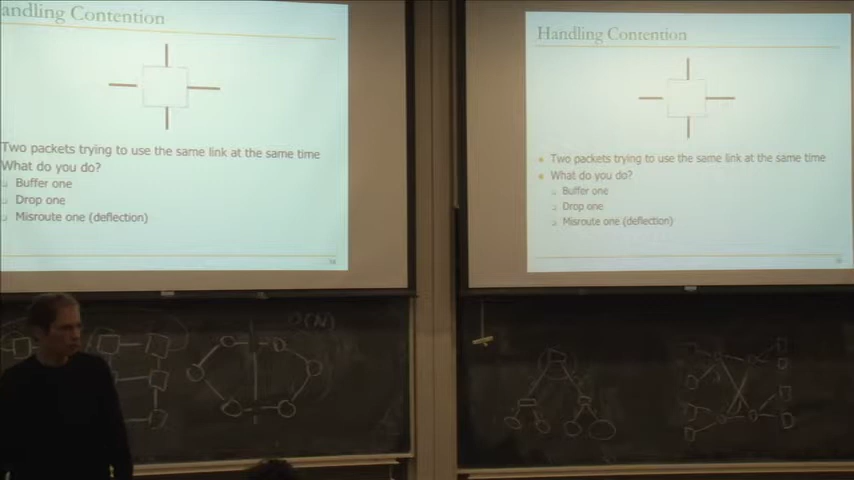 andling Contention
Two packets trying to use the same link at the same time
What do you do?
Buffer one
Drop one
Misroute one (deflection)
Handling Contention
Two packets trying to use the same link at the same time
What do you do?
Buffer one
Drop one
Misroute one (deflection)